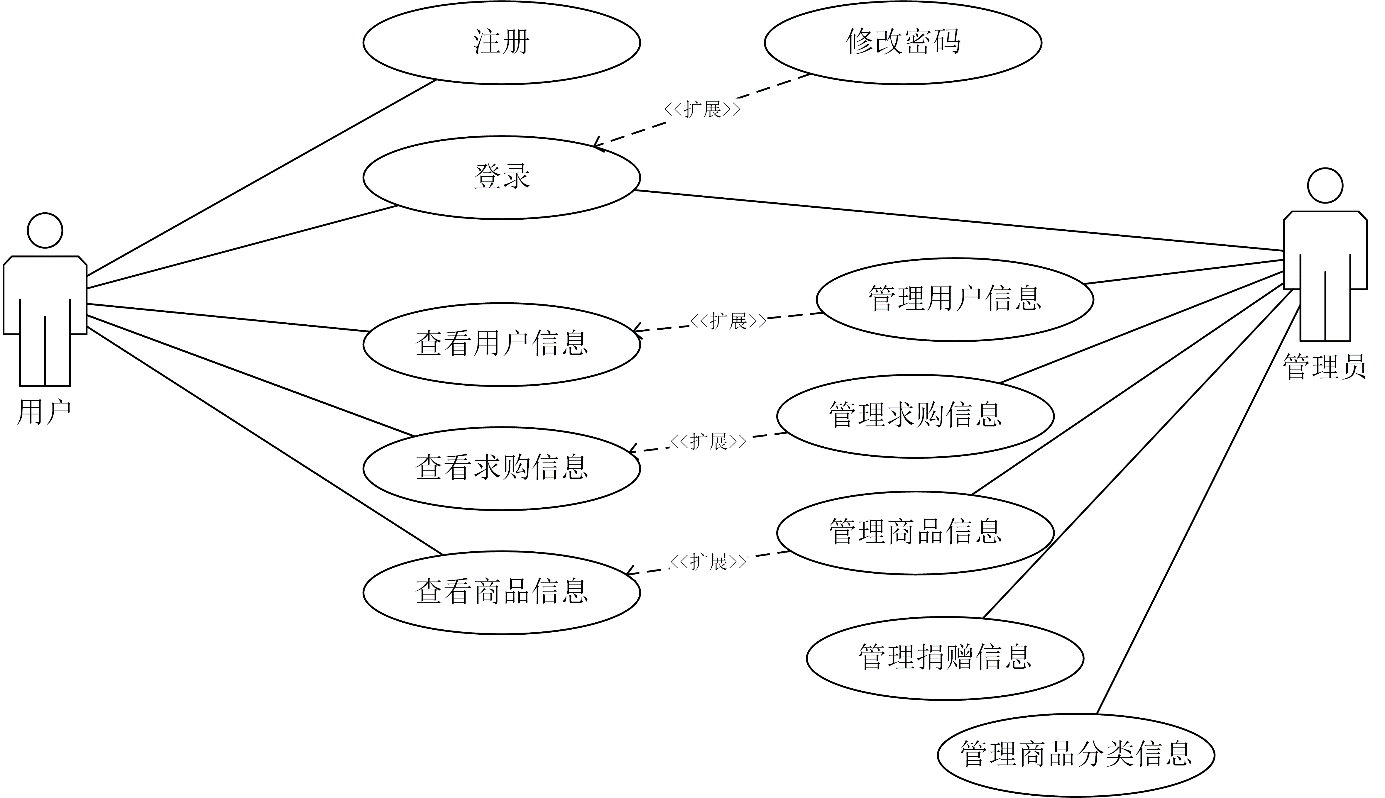 注册
修改密码
<<扩展>>
登录
管理用户信息
<<扩展>>
查看用户信息
管理员
用户
管理求购信息
<<扩展>>
查看求购信息
管理商品信息
<<扩展>>
查看商品信息
管理捐赠信息
管理商品分类信息